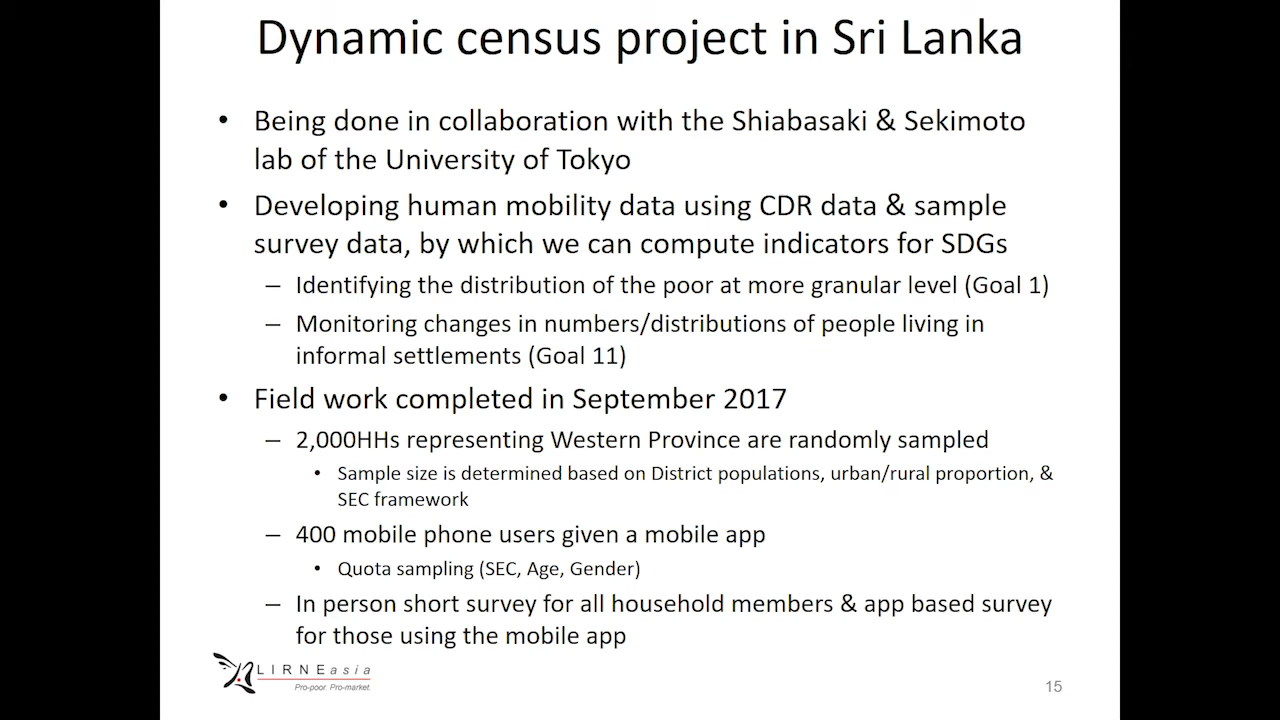 Dynamic census project in Sri Lanka
• Being done in collaboration with the Shiabasaki & Sekimoto
lab of the University of Tokyo
• Developing human mobility data using CDR data & sample
survey data, by which we can compute indicators for SDGs
– Identifying the distribution of the poor at more granular level (Goal 1)
– Monitoring changes in numbers/distributions of people living in
informal settlements (Goal 11)
• Field work completed in September 2017
– 2,000HHs representing Western Province are randomly sampled
• Sample size is determined based on District populations, urban/rural proportion, &
SEC framework
– 400 mobile phone users given a mobile app
• Quota sampling (SEC, Age, Gender)
– In person short survey for all household members & app based survey
for those using the mobile app
LIRNEasia
Pro-poor. Pro-market.
15